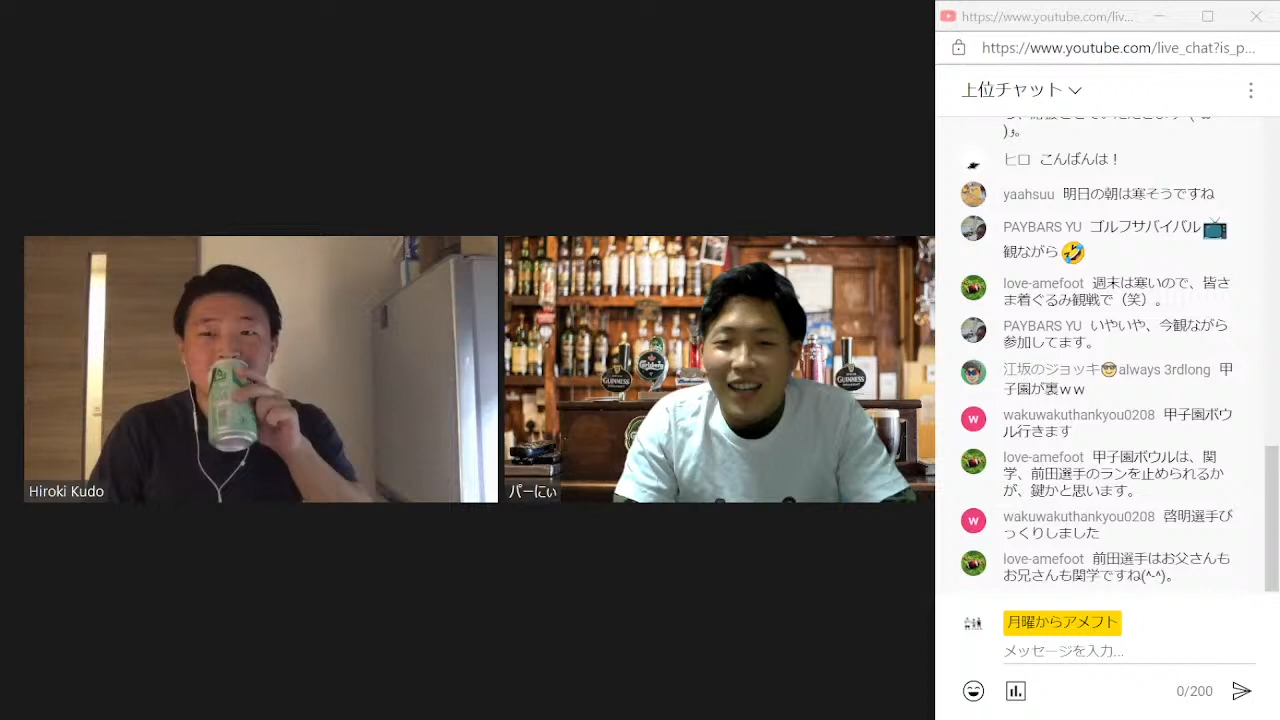 https://www.youtube.com/liv...
https://www.youtube.com/live_chat?is_p...
上位チャット
)」。
ヒロ こんばんは！
yaahsuu 明日の朝は寒そうですね
PAYBARS YU ゴルフサバイバル📺
観ながら🤣
love-amefoot 週末は寒いので、皆さ
ま着ぐるみ観戦で（笑）。
PAYBARS YU いやいや、今観ながら
参加してます。
江坂のジョッキ🤓always 3rdlong 甲
子園が裏ｗｗ
wakuwakuthankyou0208 甲子園ボウ
ル行きます
love-amefoot 甲子園ボウルは、関
学、前田選手のランを止められるか
が、鍵かと思います。
wakuwakuthankyou0208 啓明選手び
っくりしました
love-amefoot 前田選手はお父さんも
お兄さんも関学ですね(^-^)。
月曜からアメフト
メッセージを入力...
0/200
Hiroki Kudo
パーにぃ
GUINNESS
Carlsberg
GUINNESS
W
W